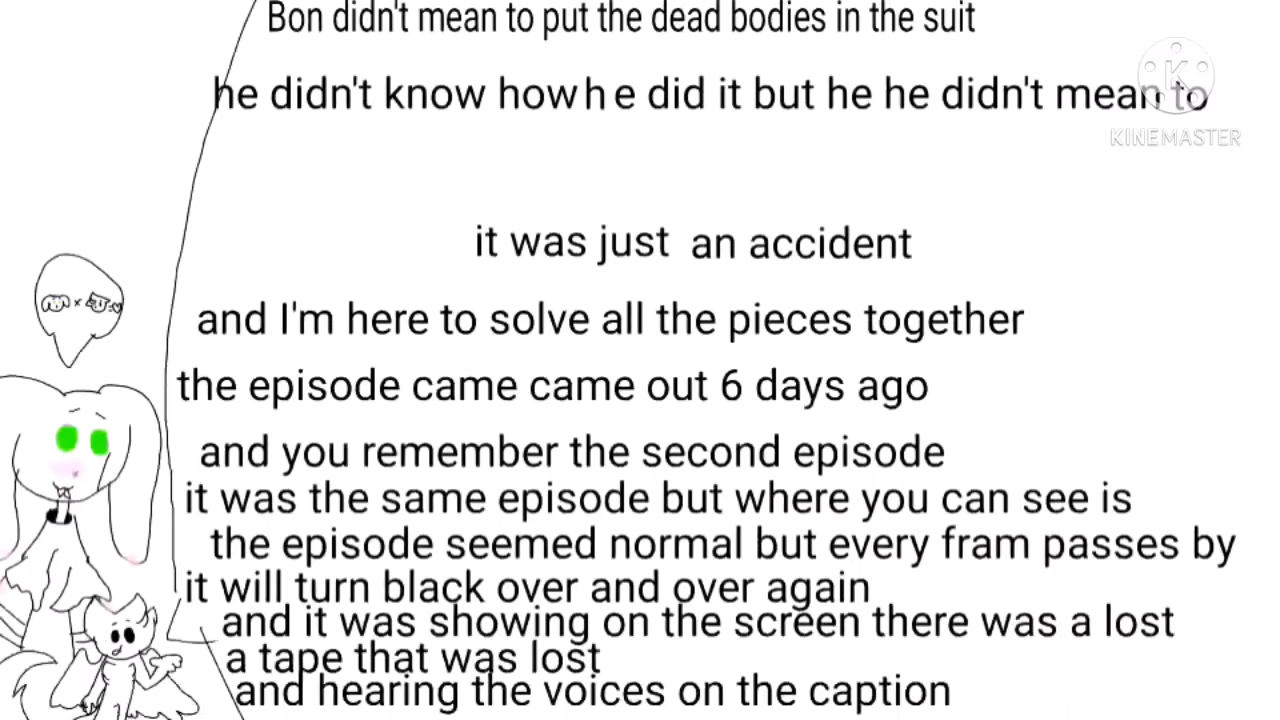 Bon didn't mean to put the dead bodies in the suit
he didn't know how h e did it but he he didn't mean to
KINEMASTER
it was just an accident
and I'm here to solve all the pieces together
the episode came came out 6 days ago
and you remember the second episode
it was the same episode but where you can see is
the episode seemed normal but every fram passes by
it will turn black over and over again
and it was showing on the screen there was a lost
a tape that was lost
and hearing the voices on the caption